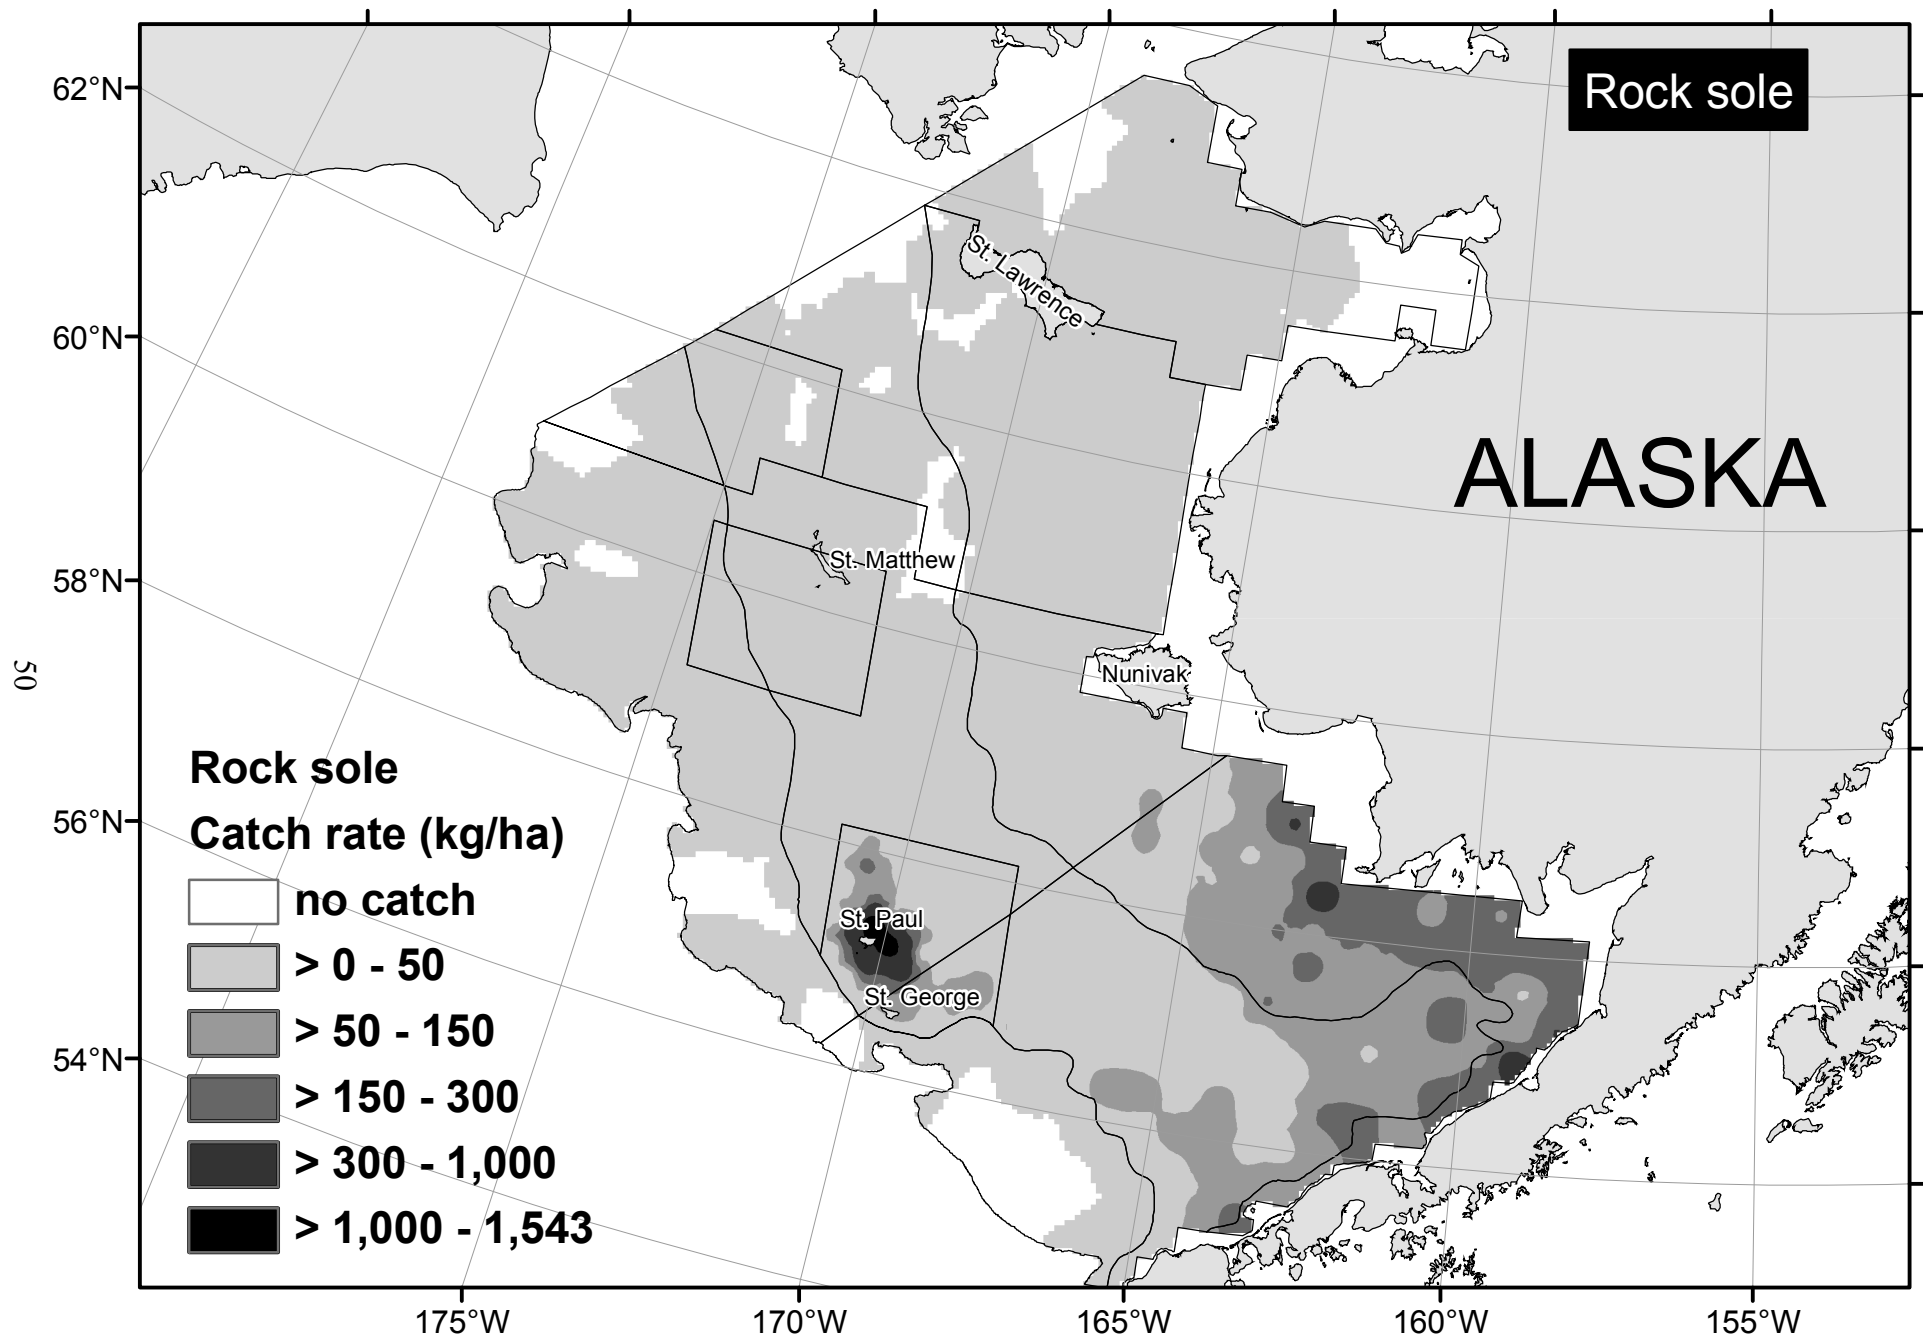 Rock sole
62°N
60°N
58°N
56°N
54°N
50
St. Lawrence
ALASKA
St. Matthew
Nunivak
St. Paul
St. George
Rock sole
Catch rate (kg/ha)
no catch
> 0 - 50
> 50 - 150
> 150 - 300
> 300 - 1,000
> 1,000 - 1,543
175°W
170°W
165°W
160°W
155°W